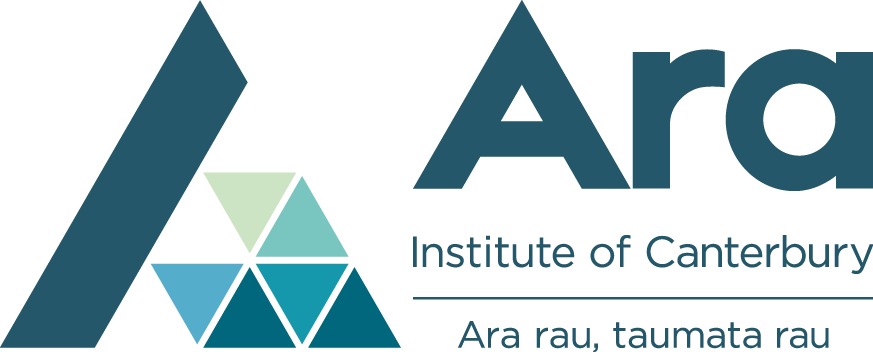 Ara
Institute of Canterbury
Ara rau, taumata rau